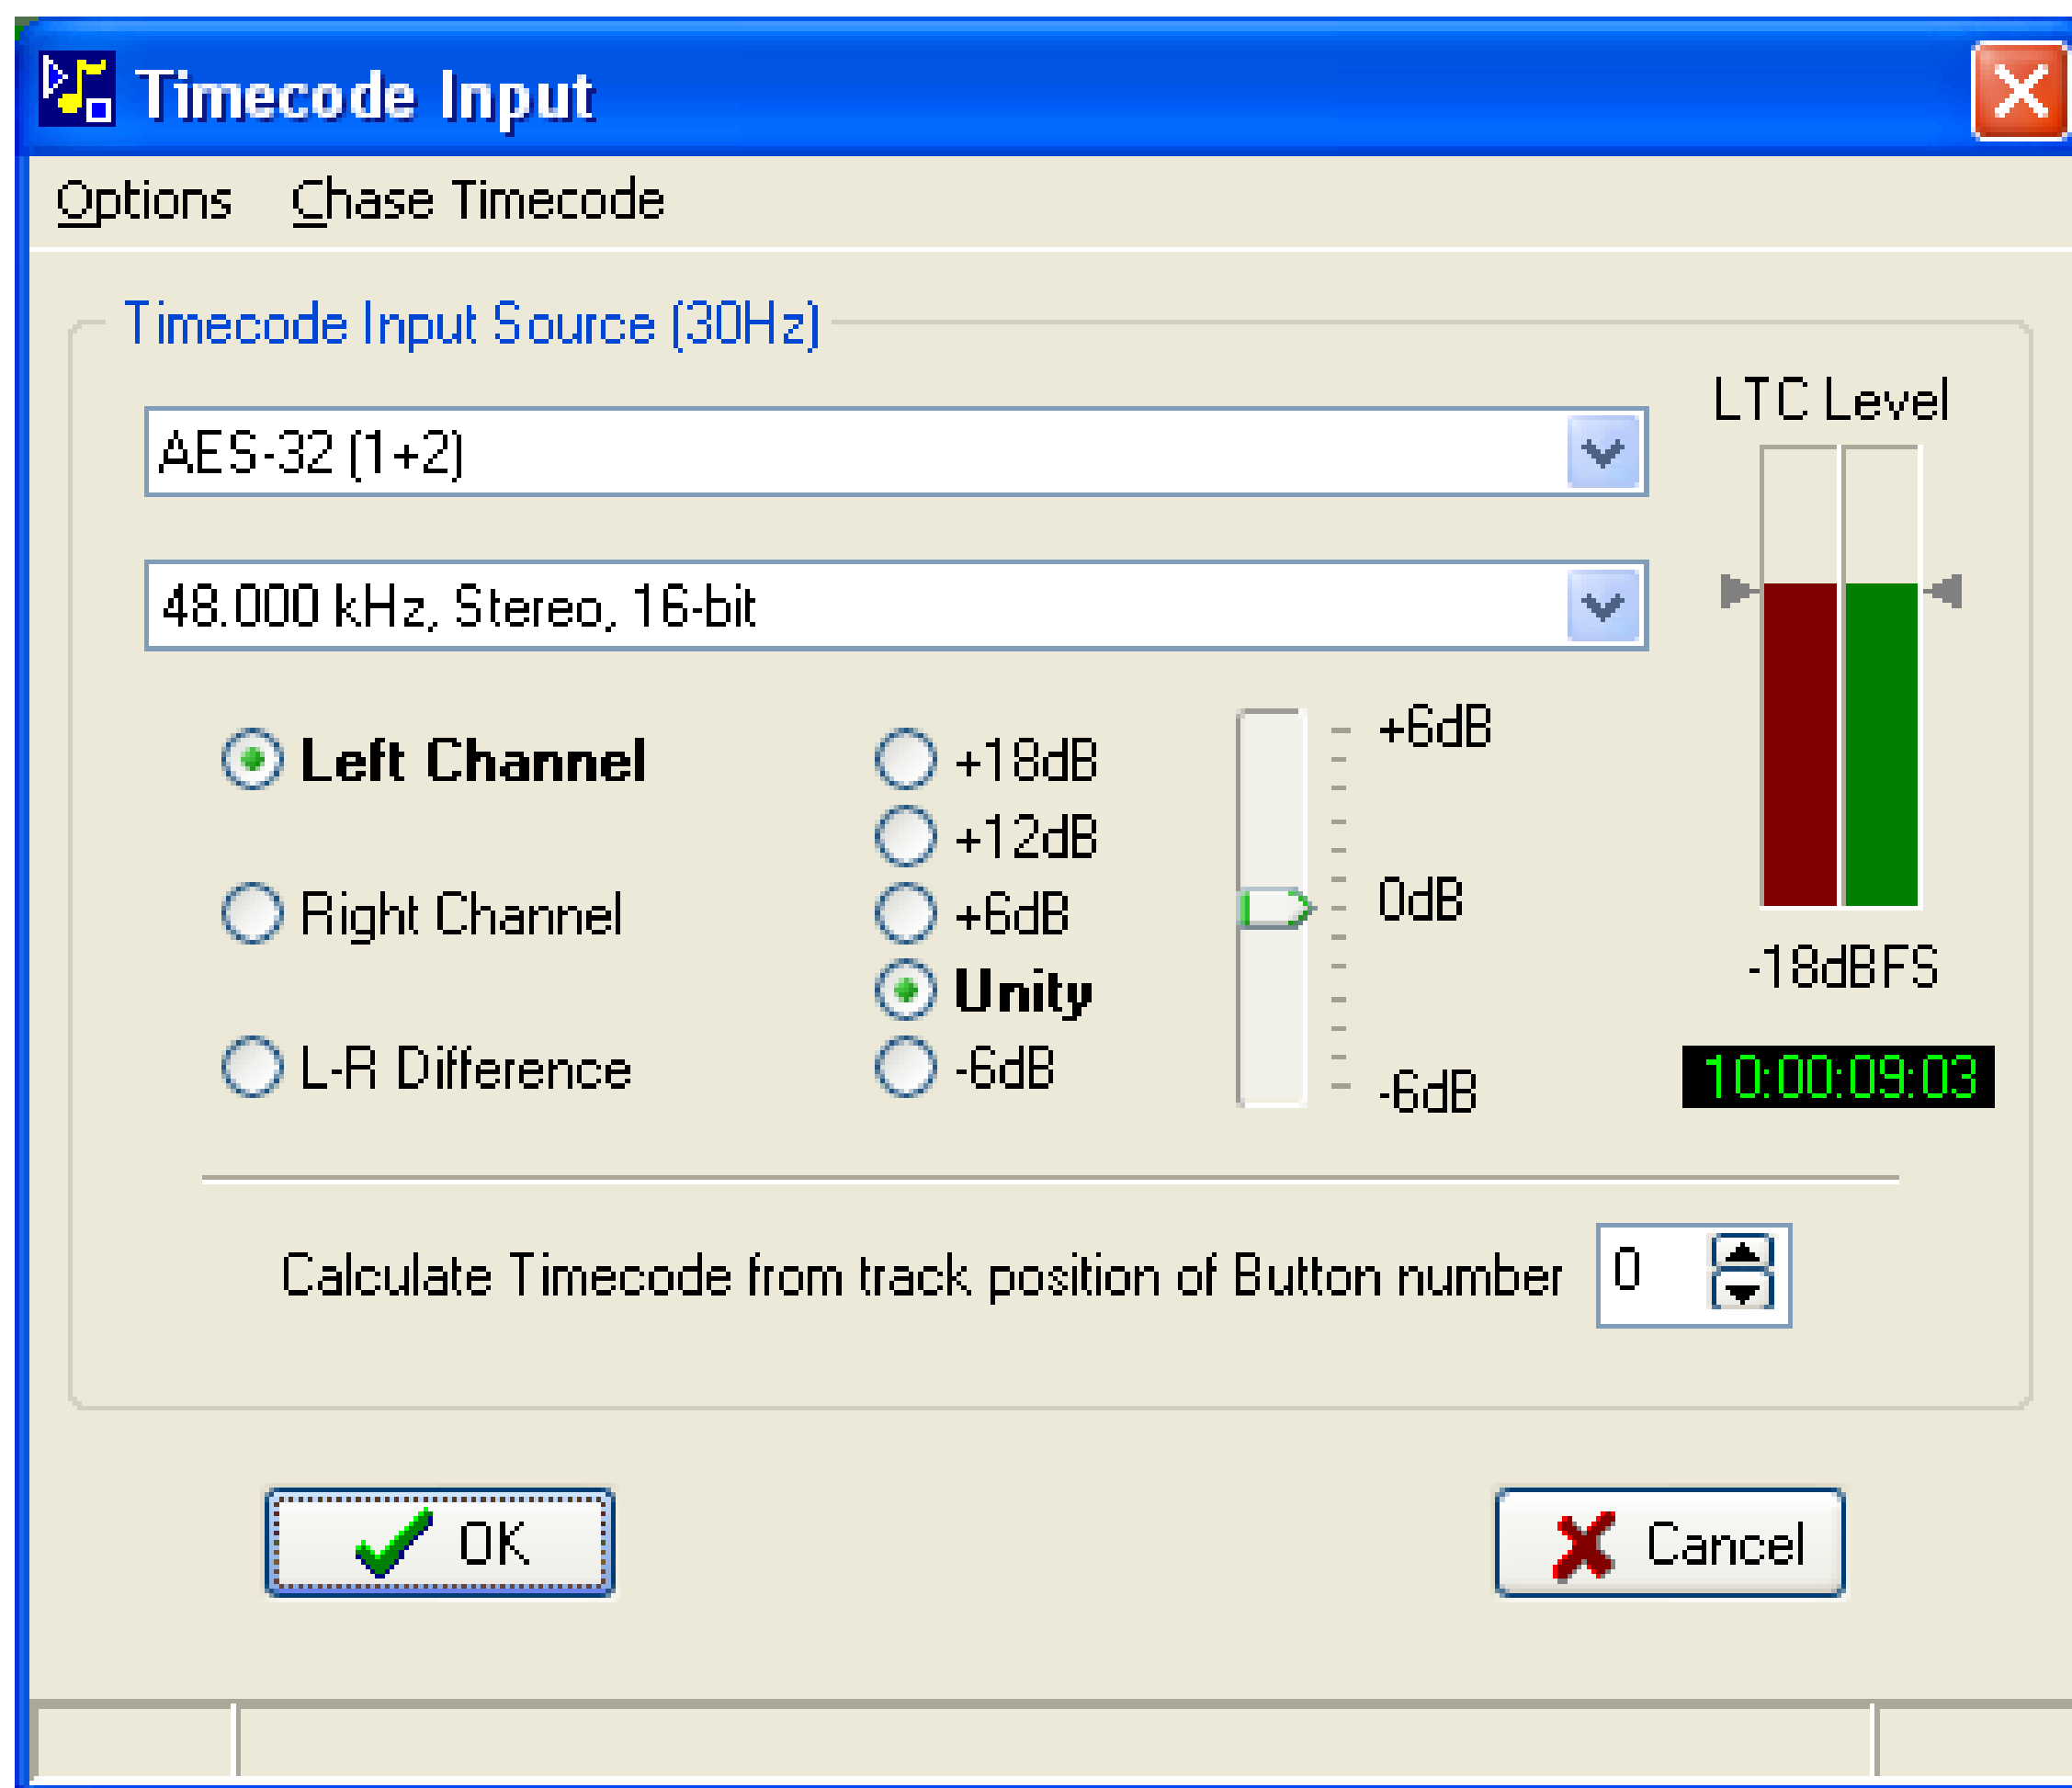 Timecode Input
Options Chase Timecode
Timecode Input Source (30Hz)
LTC Level
AES-32 (1+2)
48.000 kHz, Stereo, 16-bit
Left Channel
Right Channel
L-R Difference
+18dB
+12dB
+6dB
Unity
-6dB
+6dB
0dB
-6dB
-18dBFS
10:00:09:03
Calculate Timecode from track position of Button number 0
OK
Cancel